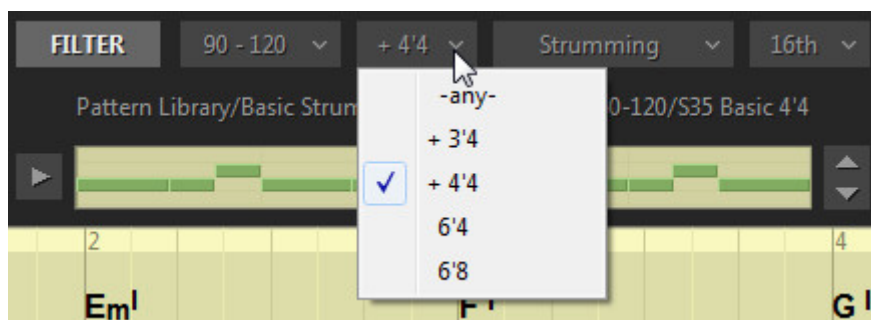 FILTER 90 - 120 + 4'4 Strumming 16th
-any-
Pattern Library/Basic Strum 0-120/S35 Basic 4'4
+ 3'4
+ 4'4
6'4
6'8
2 4
Em F G